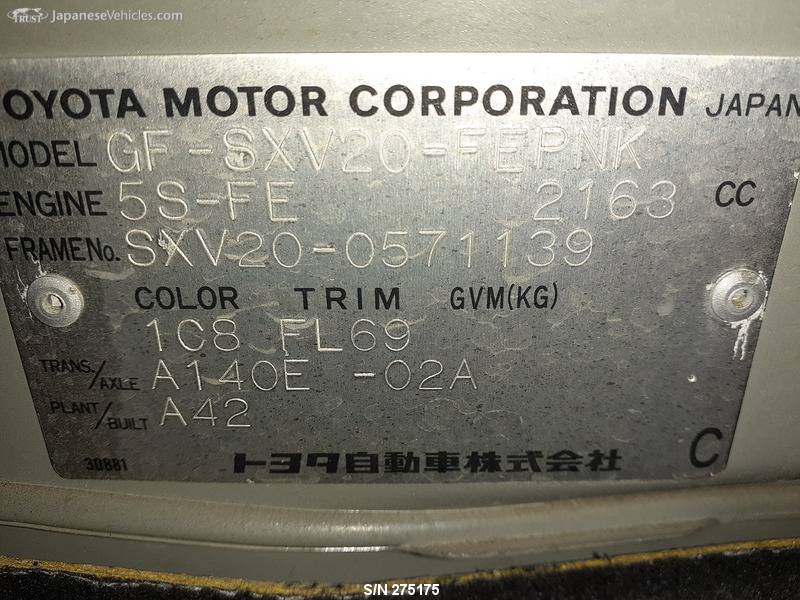 TRUST JapaneseVehicles.com
OYOTA MOTOR CORPORATION JAPAN
MODEL GF-SXV20-FEPNK
ENGINE 5S-FE 2163 CC
FRAME No. SXV20-0571139
COLOR TRIM GVM(KG)
1C8 FL69
TRANS./AXLE A140E -02A
PLANT/BUILT A42
30881 トヨタ自動車株式会社 C
S/N 275175